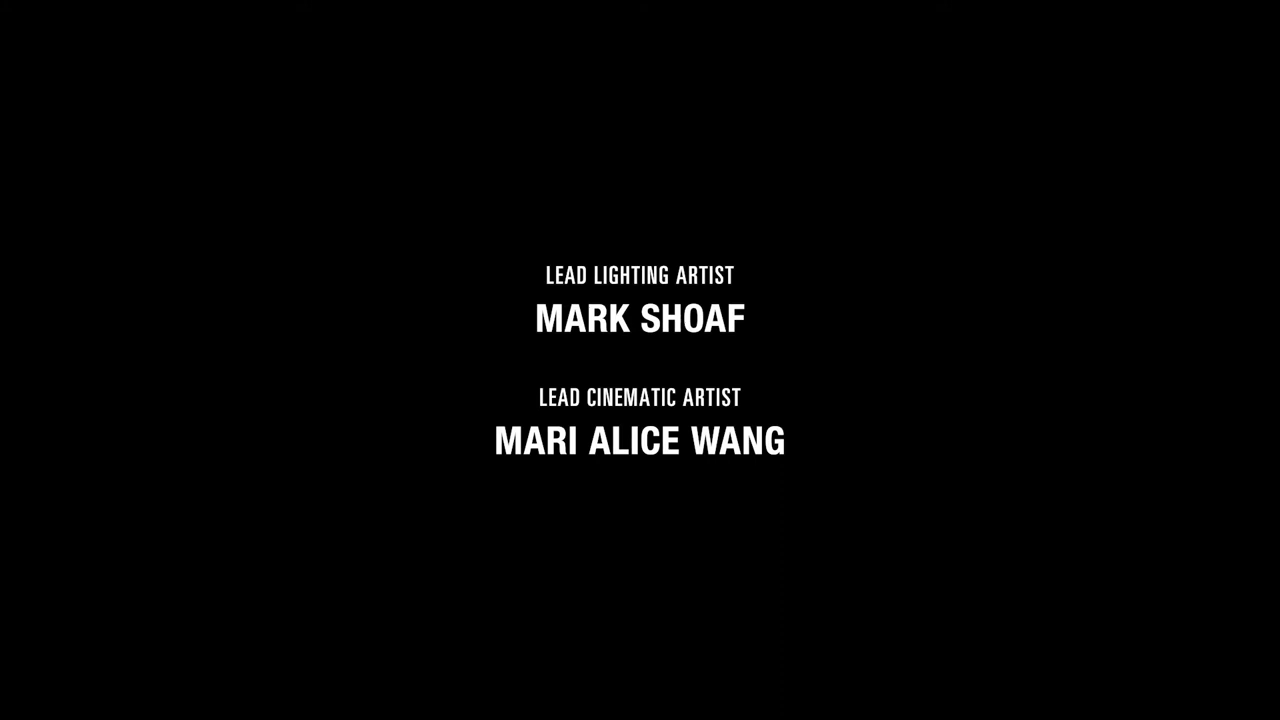 LEAD LIGHTING ARTIST
MARK SHOAF
LEAD CINEMATIC ARTIST
MARI ALICE WANG